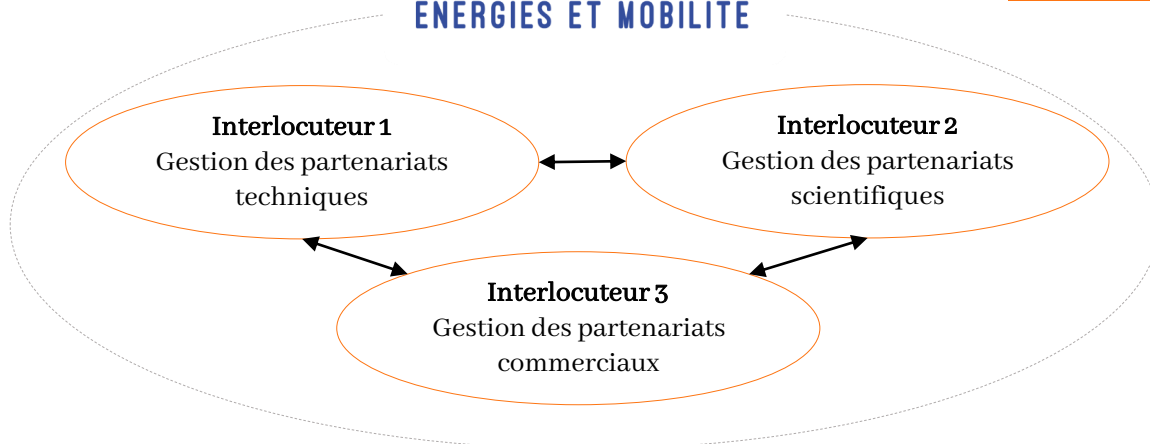 ENERGIES ET MOBILITE
Interlocuteur 1
Gestion des partenariats
techniques
Interlocuteur 2
Gestion des partenariats
scientifiques
Interlocuteur 3
Gestion des partenariats
commerciaux